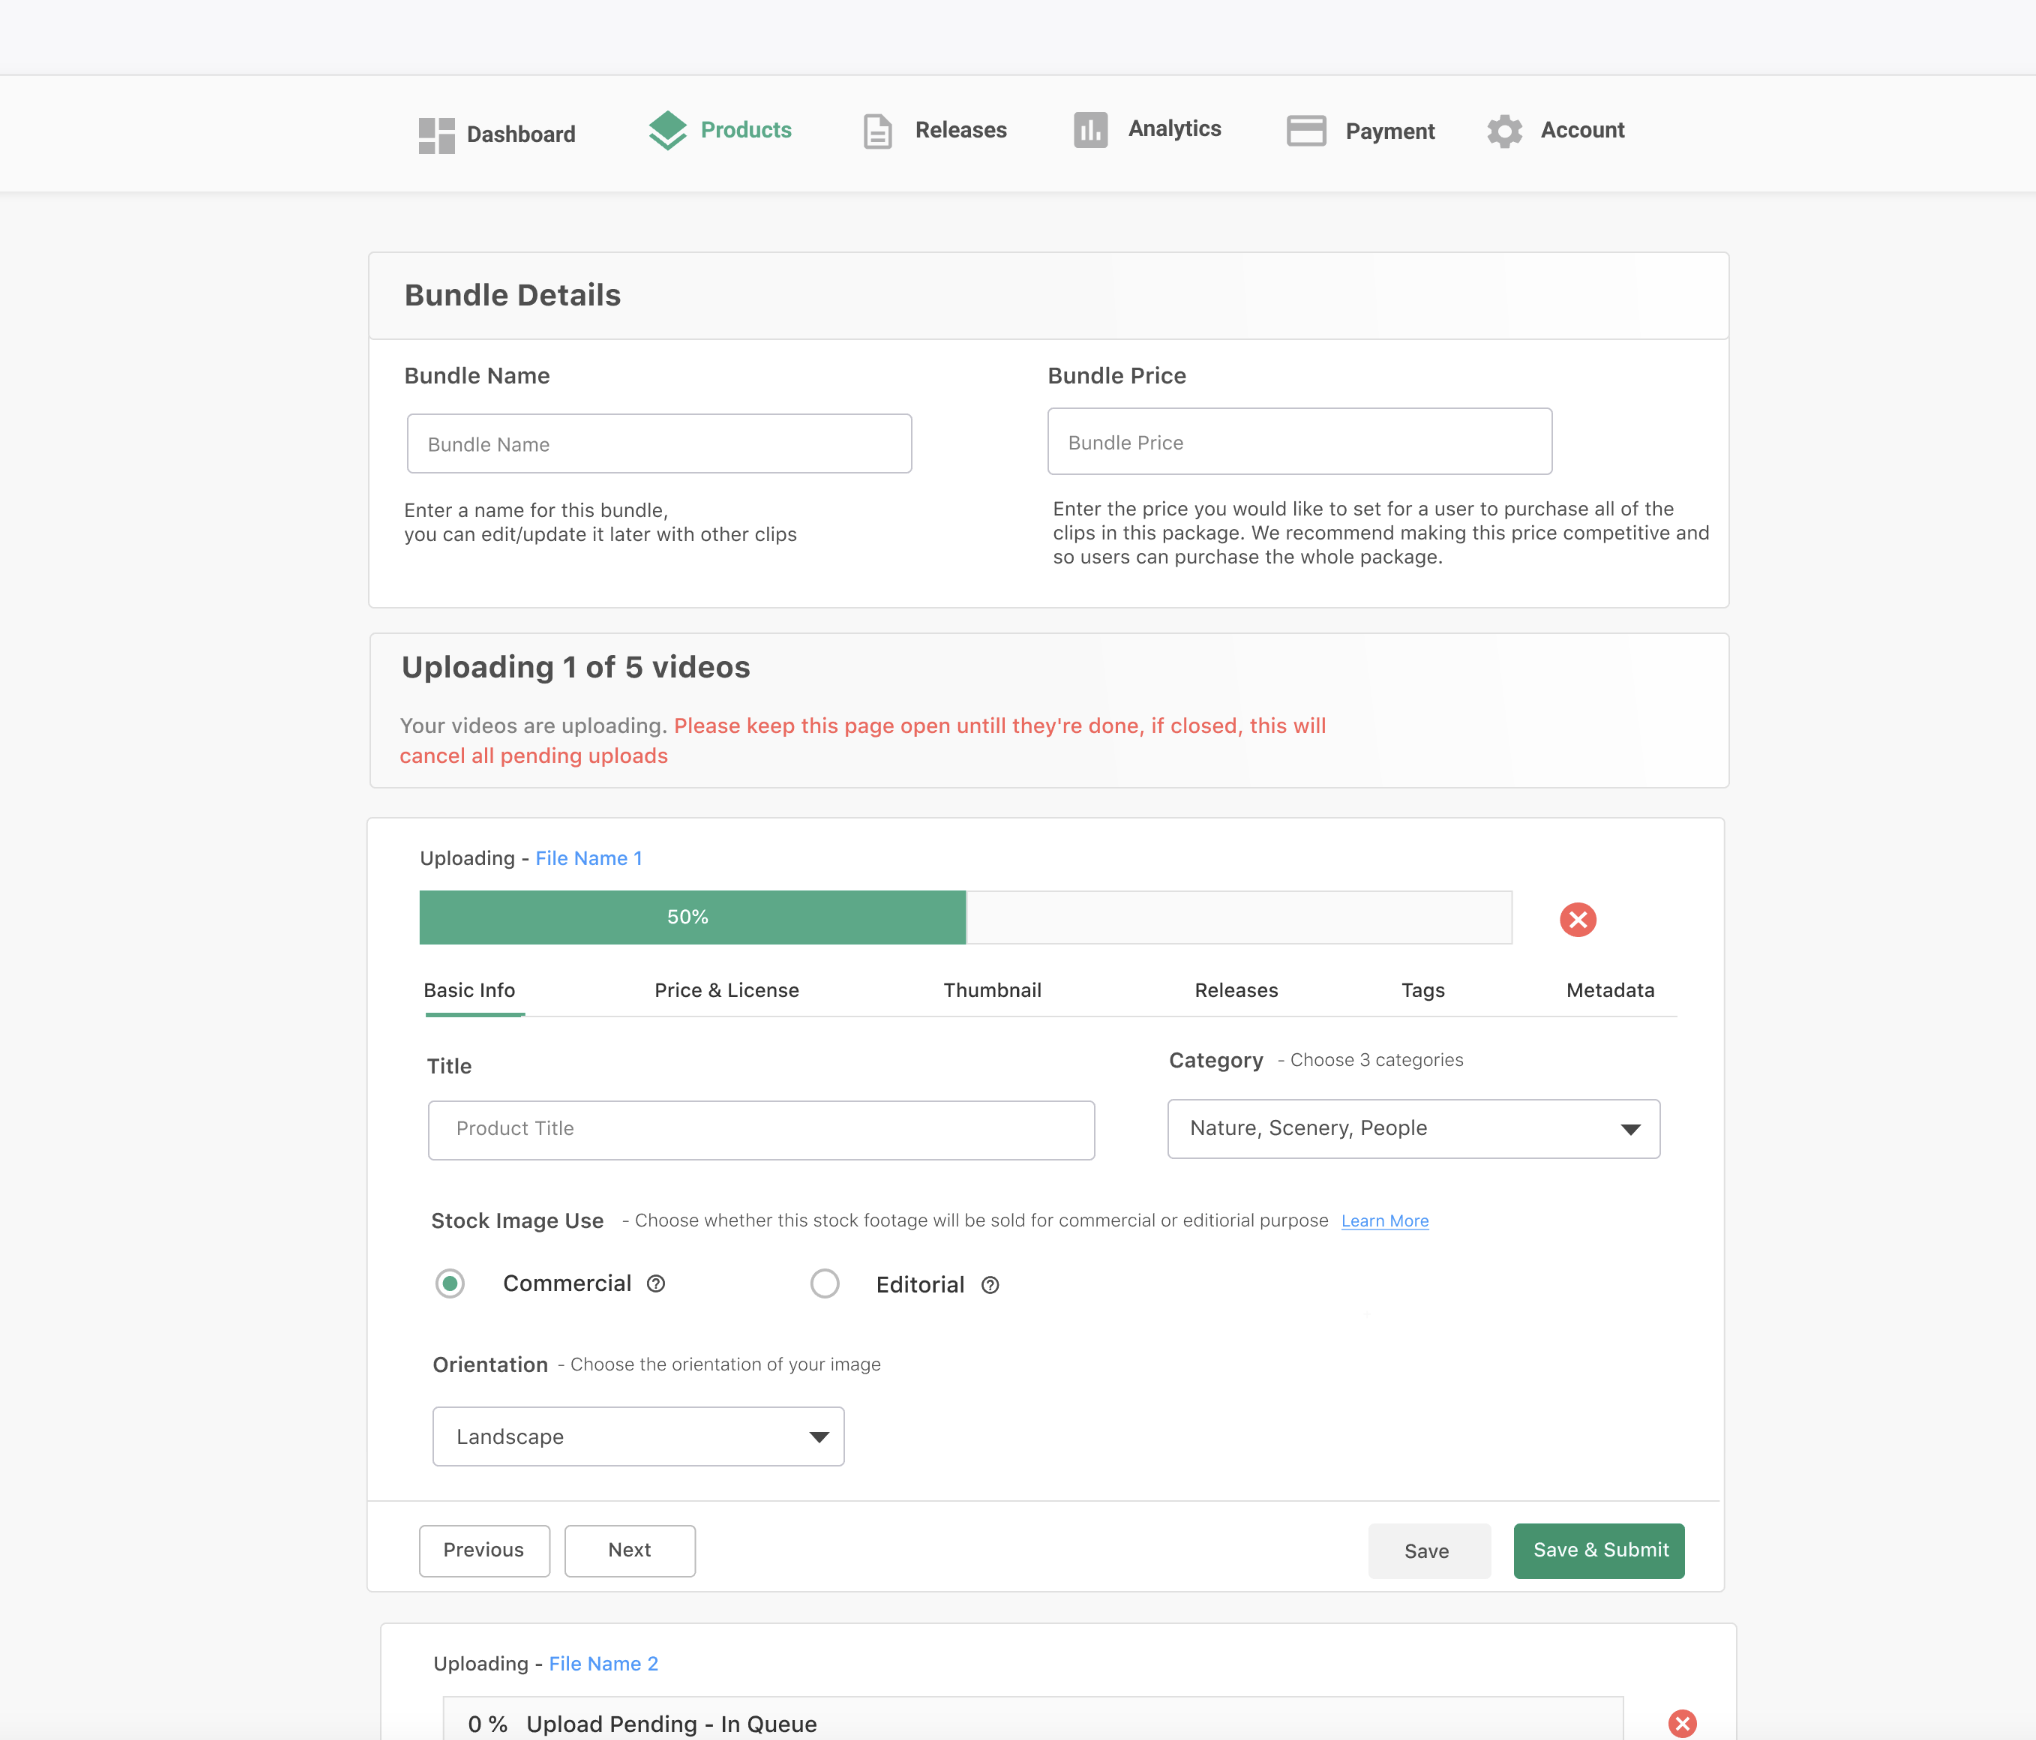 Dashboard Products Releases Analytics Payment Account
Bundle Details
Bundle Name
Bundle Name
Enter a name for this bundle,
you can edit/update it later with other clips
Bundle Price
Bundle Price
Enter the price you would like to set for a user to purchase all of the
clips in this package. We recommend making this price competitive and
so users can purchase the whole package.
Uploading 1 of 5 videos
Your videos are uploading. Please keep this page open untill they're done, if closed, this will
cancel all pending uploads
Uploading - File Name 1
50%
Basic Info Price & License Thumbnail Releases Tags Metadata
Title
Product Title
Category - Choose 3 categories
Nature, Scenery, People
Stock Image Use - Choose whether this stock footage will be sold for commercial or editiorial purpose Learn More
Commercial Editorial
Orientation - Choose the orientation of your image
Landscape
Previous Next Save Save & Submit
Uploading - File Name 2
0 % Upload Pending - In Queue